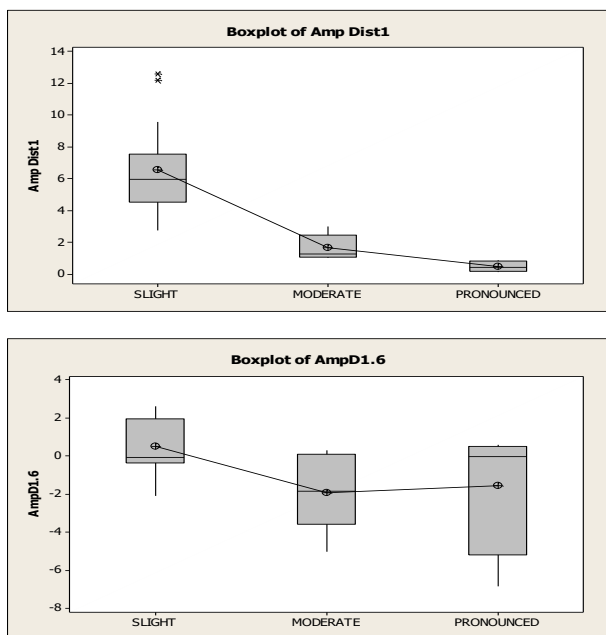 Boxplot of Amp Dist1
14
12
10
8
6
4
2
0
Amp Dist1
SLIGHT MODERATE PRONOUNCED
Boxplot of AmpD1.6
4
2
0
-2
-4
-6
-8
AmpD1.6
SLIGHT MODERATE PRONOUNCED